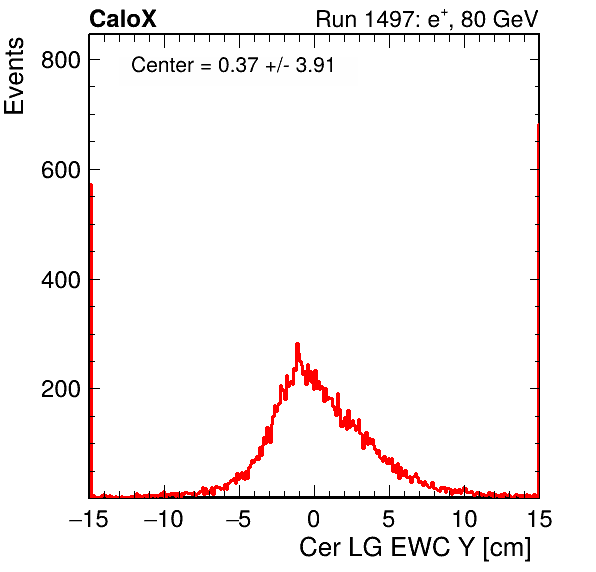 CaloX Run 1497: e⁺, 80 GeV
Events
Center = 0.37 +/- 3.91
800
600
400
200
−15 −10 −5 0 5 10 15
Cer LG EWC Y [cm]